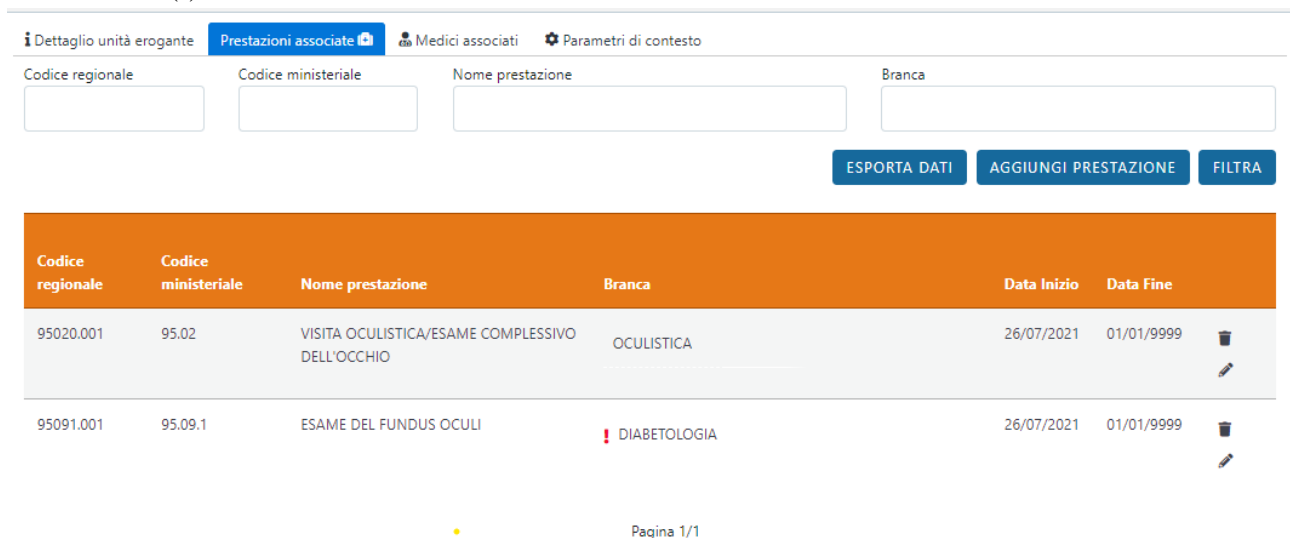 Dettaglio unità erogante Prestazioni associate Medici associati Parametri di contesto
Codice regionale Codice ministeriale Nome prestazione Branca
ESPORTA DATI AGGIUNGI PRESTAZIONE FILTRA
Codice regionale Codice ministeriale Nome prestazione Branca Data Inizio Data Fine
95020.001 95.02 VISITA OCULISTICA/ESAME COMPLESSIVO DELL'OCCHIO OCULISTICA 26/07/2021 01/01/9999
95091.001 95.09.1 ESAME DEL FUNDUS OCULI ! DIABETOLOGIA 26/07/2021 01/01/9999
Pagina 1/1